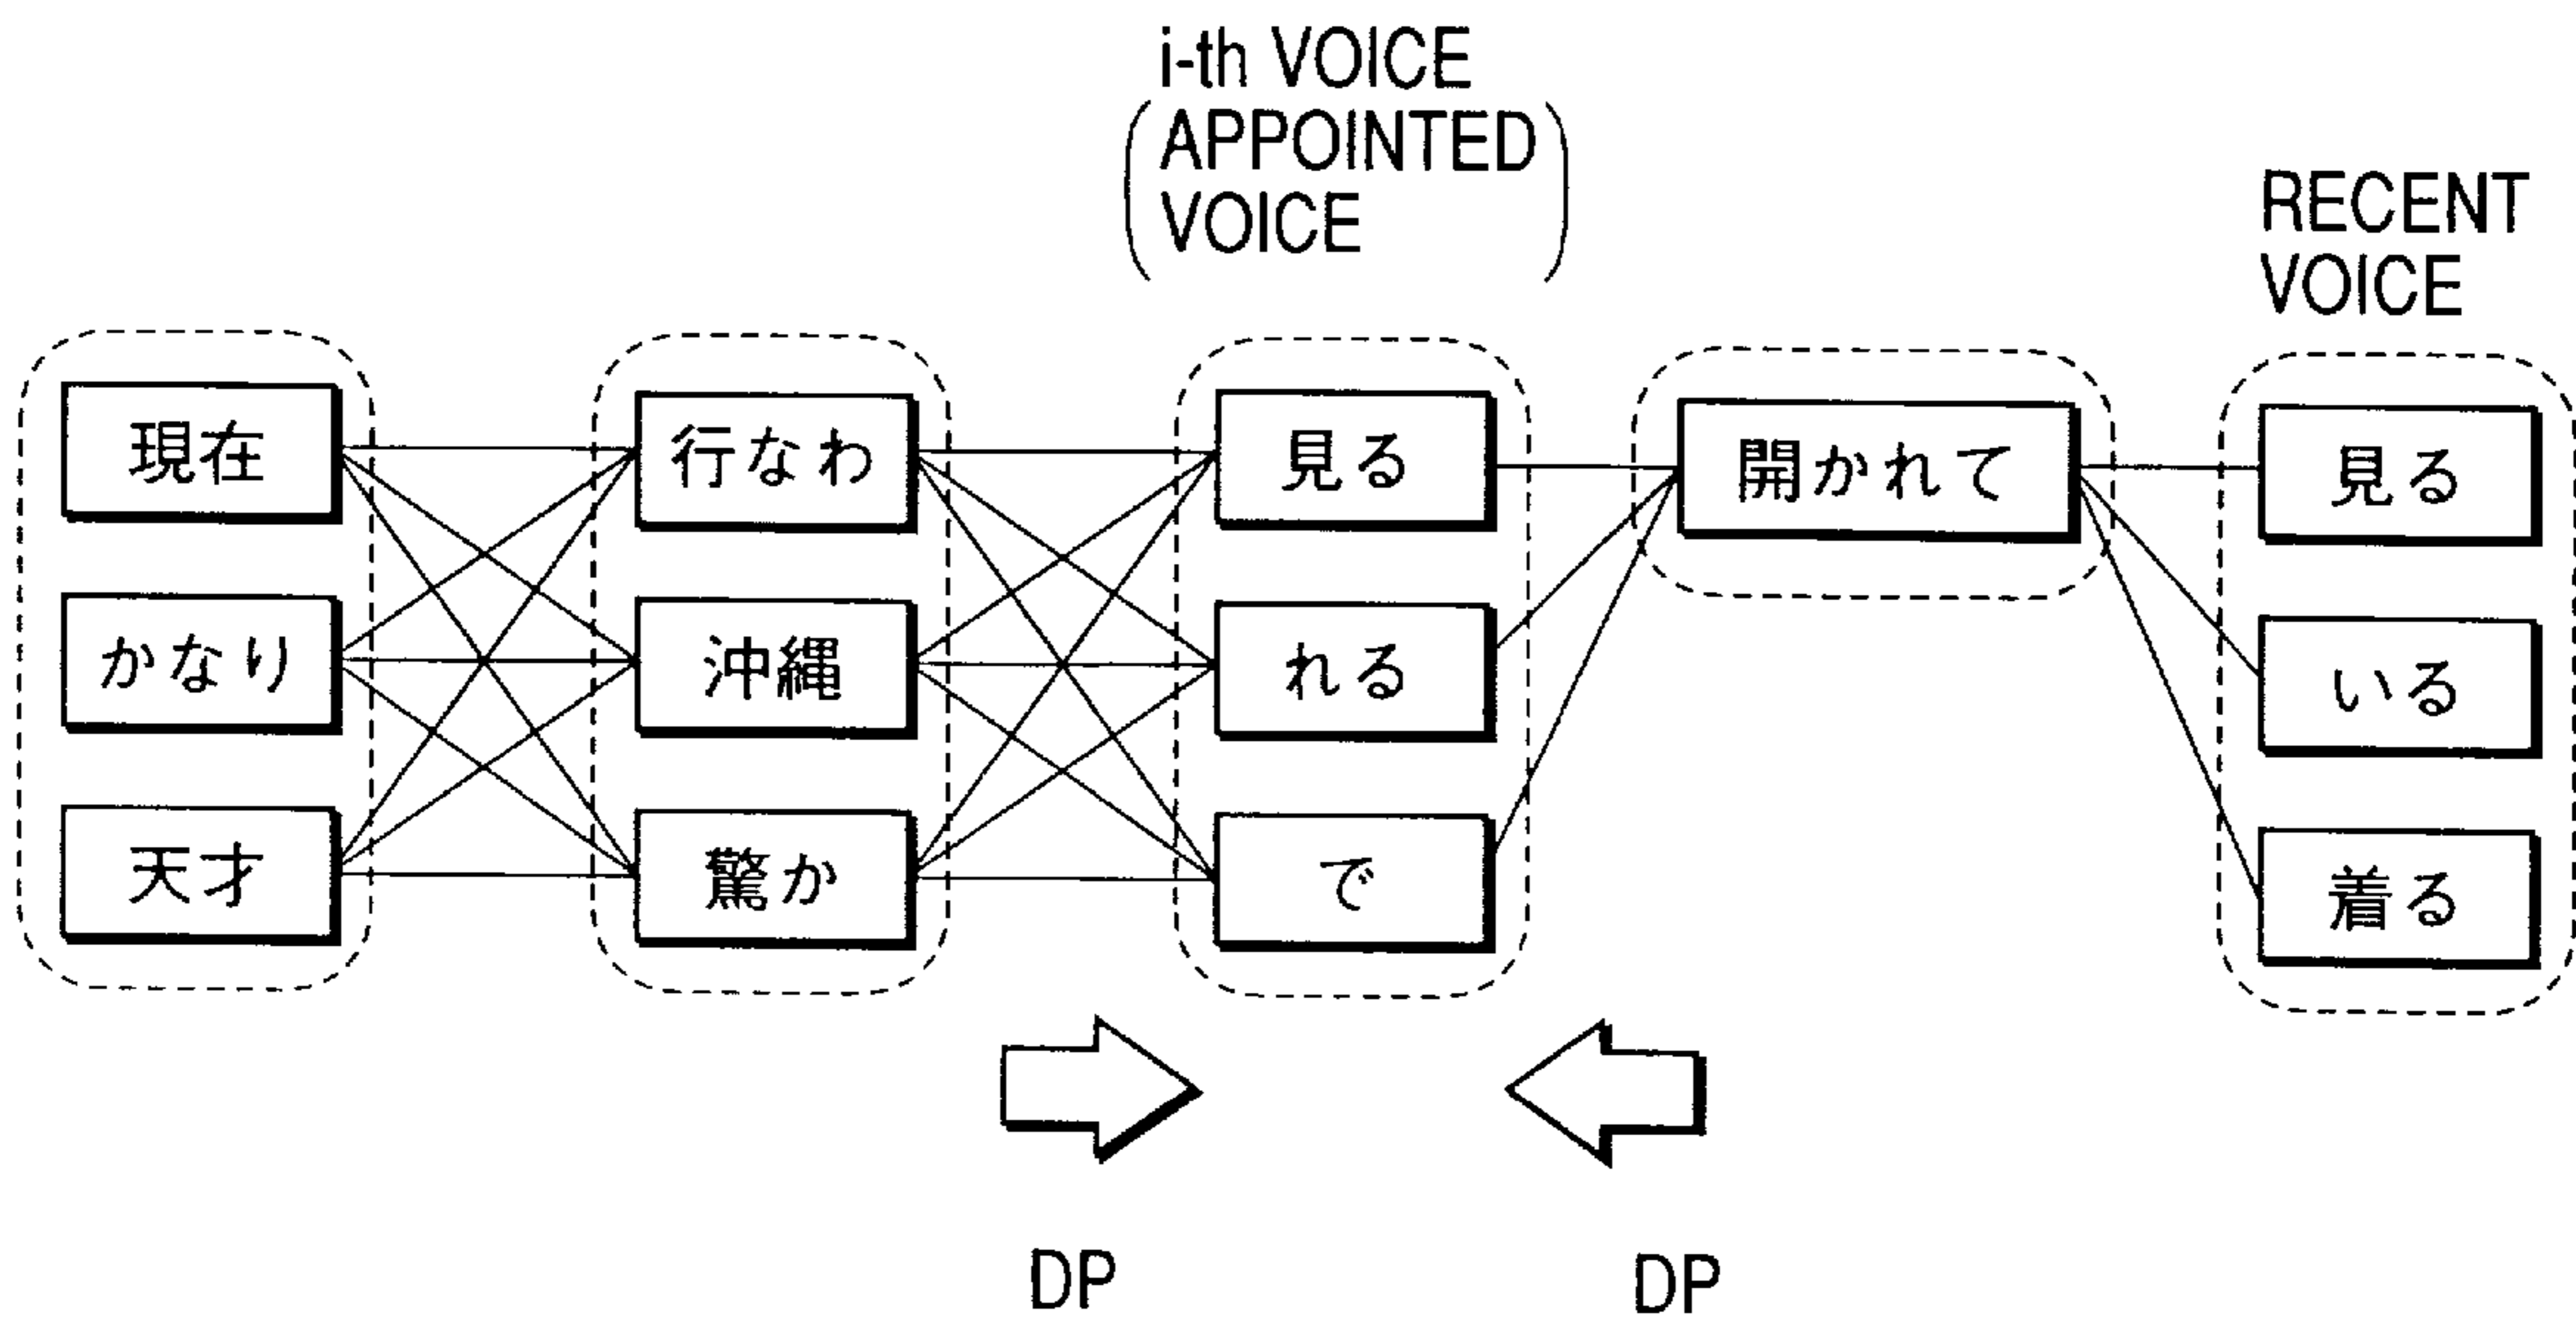 i-th VOICE
(APPOINTED
VOICE)
RECENT
VOICE
現在
かなり
天才
行なわ
沖縄
驚か
見る
れる
で
開かれて
見る
いる
着る
DP
DP